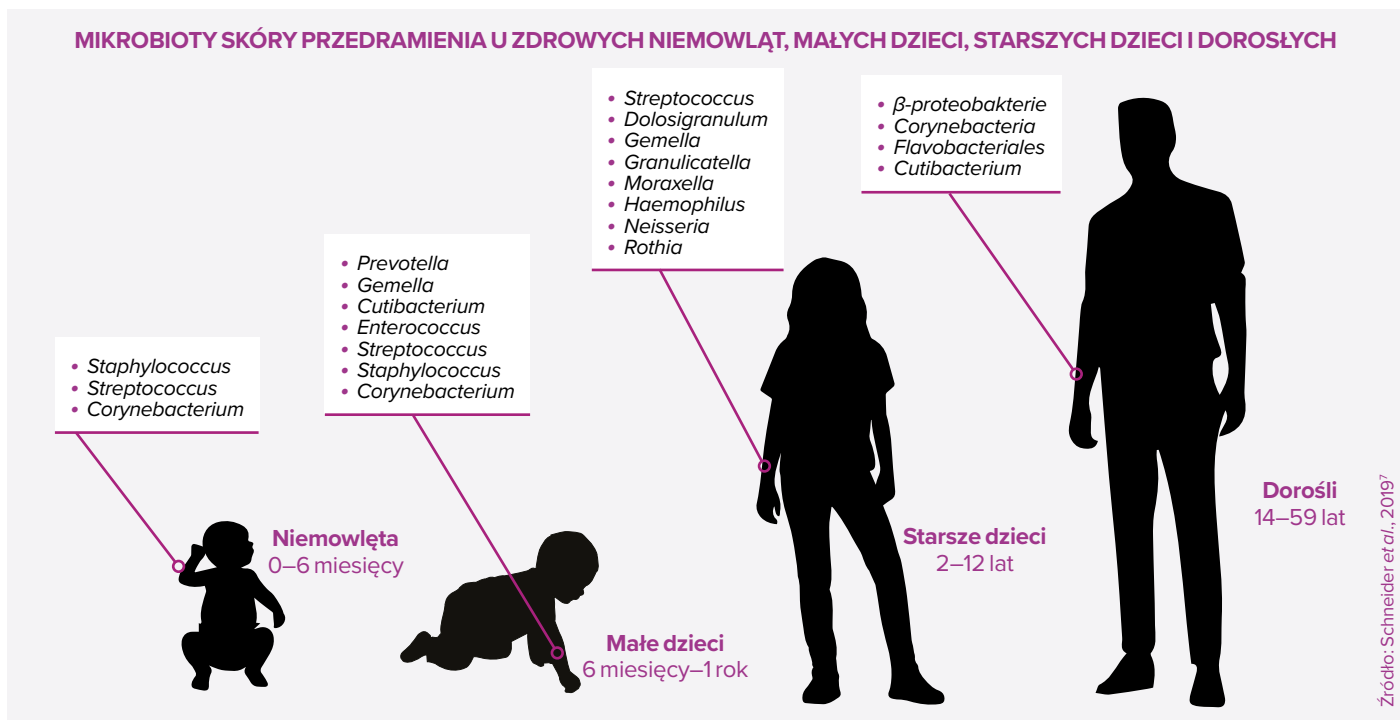 MIKROBIOTY SKÓRY PRZEDRAMIENIA U ZDROWYCH NIEMOWLĄT, MAŁYCH DZIECI, STARSZYCH DZIECI I DOROSŁYCH
• Staphylococcus
• Streptococcus
• Corynebacterium
Niemowlęta
0–6 miesięcy
• Prevotella
• Gemella
• Cutibacterium
• Enterococcus
• Streptococcus
• Staphylococcus
• Corynebacterium
Małe dzieci
6 miesięcy–1 rok
• Streptococcus
• Dolosigranulum
• Gemella
• Granulicatella
• Moraxella
• Haemophilus
• Neisseria
• Rothia
Starsze dzieci
2–12 lat
• β-proteobakterie
• Corynebacteria
• Flavobacteriales
• Cutibacterium
Dorośli
14–59 lat
Źródło: Schneider et al., 2019⁷